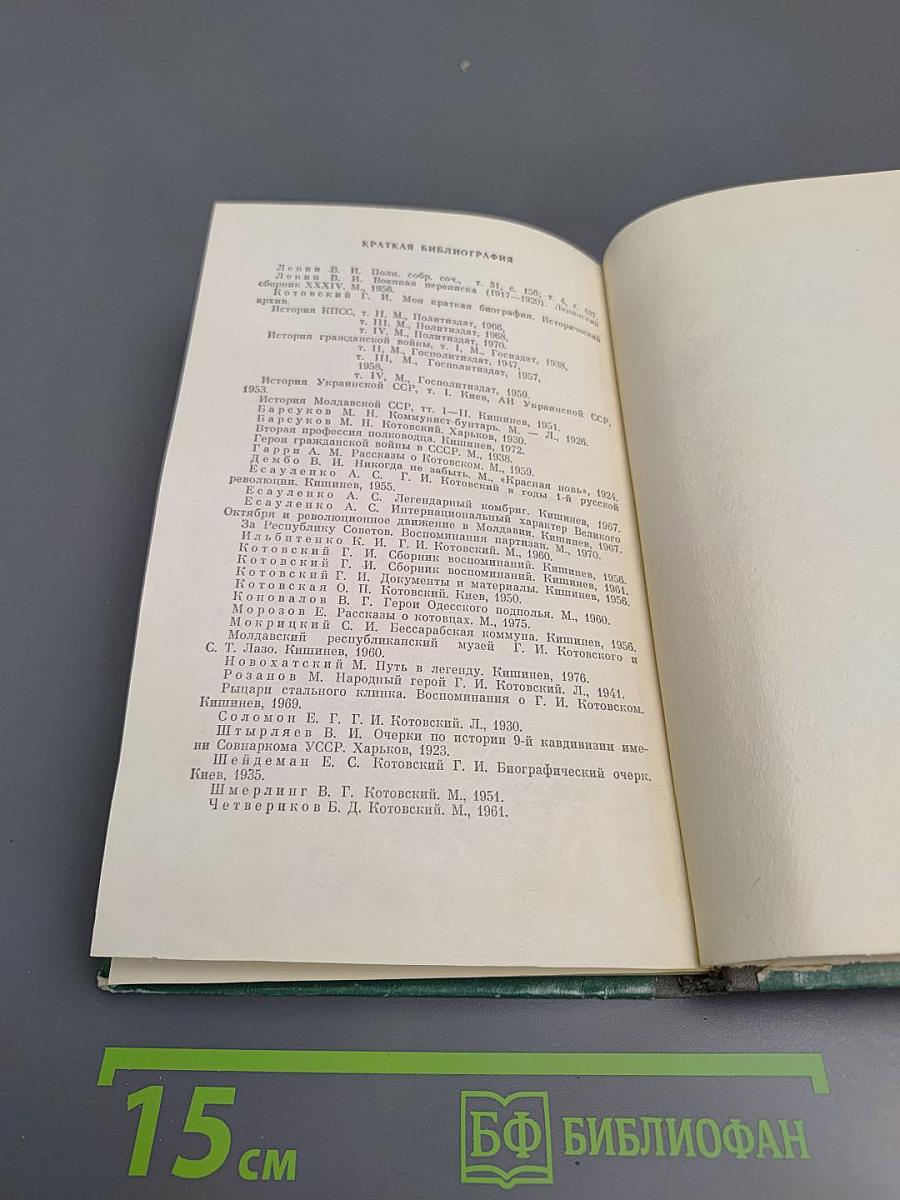 КРАТКАЯ БИБЛИОГРАФИЯ
Ленин В. И. Полн. собр. соч., т. 31, с. 156; т. 4, с. 637.
Ленин В. И. Военная переписка (1917—1920). Ленинский
сборник XXXIV. М., 1956.
Котовский Г. И. Моя краткая биография. Исторический
архив.
История КПСС, т. II. М., Политиздат, 1966,
т. III. М., Политиздат, 1968,
т. IV. М., Политиздат, 1970.
История гражданской войны, т. I, М., Госиздат, 1938,
т. II, М., Госполитиздат, 1947,
т. III, М., Госполитиздат, 1957,
1958,
т. IV, М., Госполитиздат, 1959.
История Украинской ССР, т. I. Киев, АН Украинской ССР,
1953.
История Молдавской ССР, тт. I—II. Кишинев, 1951.
Барсуков М. Н. Коммунист-бунтарь. М. — Л., 1926.
Барсуков М. Н. Котовский. Харьков, 1930.
Вторая профессия полководца. Кишинев, 1972.
Герои гражданской войны в СССР. М., 1938.
Гарри А. М. Рассказы о Котовском. М., 1959.
Дембо В. И. Никогда не забыть. М., «Красная новь», 1924.
Есауленко А. С. Г. И. Котовский в годы 1-й русской
революции. Кишинев, 1955.
Есауленко А. С. Легендарный комбриг. Кишинев, 1967.
Есауленко А. С. Интернациональный характер Великого
Октября и революционное движение в Молдавии. Кишинев, 1967.
За Республику Советов. Воспоминания партизан. М., 1970.
Ильбитенко К. И. Г. И. Котовский. М., 1960.
Котовский Г. И. Сборник воспоминаний. Кишинев, 1956.
Котовский Г. И. Сборник воспоминаний. Кишинев, 1961.
Котовский Г. И. Документы и материалы. Кишинев, 1956.
Котовская О. П. Котовский. Киев, 1950.
Коновалов В. Г. Герои Одесского подполья. М., 1960.
Морозов Е. Рассказы о котовцах. М., 1975.
Мокрицкий С. И. Бессарабская коммуна. Кишинев, 1956.
Молдавский республиканский музей Г. И. Котовского и
С. Т. Лазо. Кишинев, 1960.
Новохатский М. Путь в легенду. Кишинев, 1976.
Розанов М. Народный герой Г. И. Котовский. Л., 1941.
Рыцари стального клинка. Воспоминания о Г. И. Котовском.
Кишинев, 1969.
Соломон Е. Г. Г. И. Котовский. Л., 1930.
Штырляев В. И. Очерки по истории 9-й кавдивизии име-
ни Совнаркома УССР. Харьков, 1923.
Шейдеман Е. С. Котовский Г. И. Биографический очерк.
Киев, 1935.
Шмерлинг В. Г. Котовский. М., 1951.
Четвериков Б. Д. Котовский. М., 1961.
15 см
БФ БИБЛИОФАН